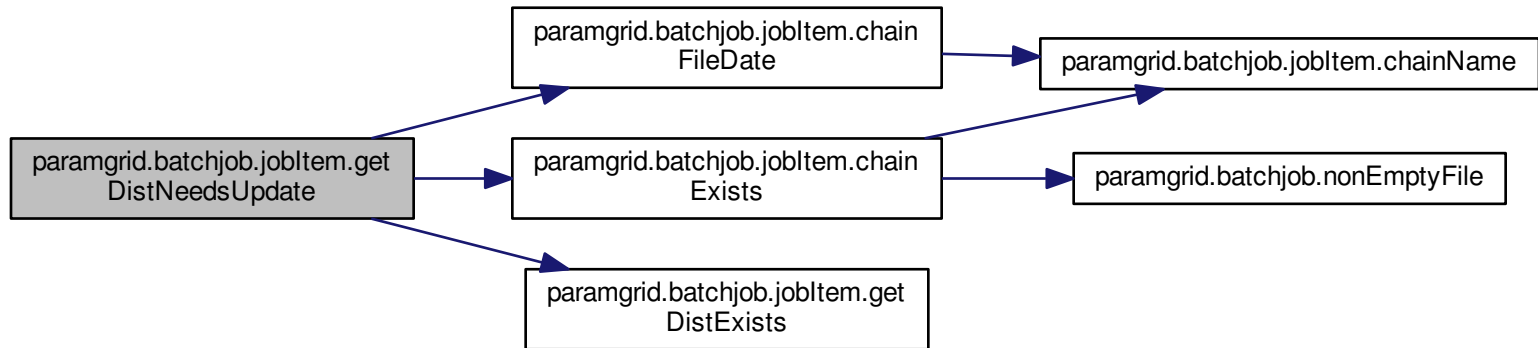 paramgrid.batchjob.jobItem.get
DistNeedsUpdate
paramgrid.batchjob.jobItem.chain
FileDate
paramgrid.batchjob.jobItem.chain
Exists
paramgrid.batchjob.jobItem.get
DistExists
paramgrid.batchjob.jobItem.chainName
paramgrid.batchjob.nonEmptyFile